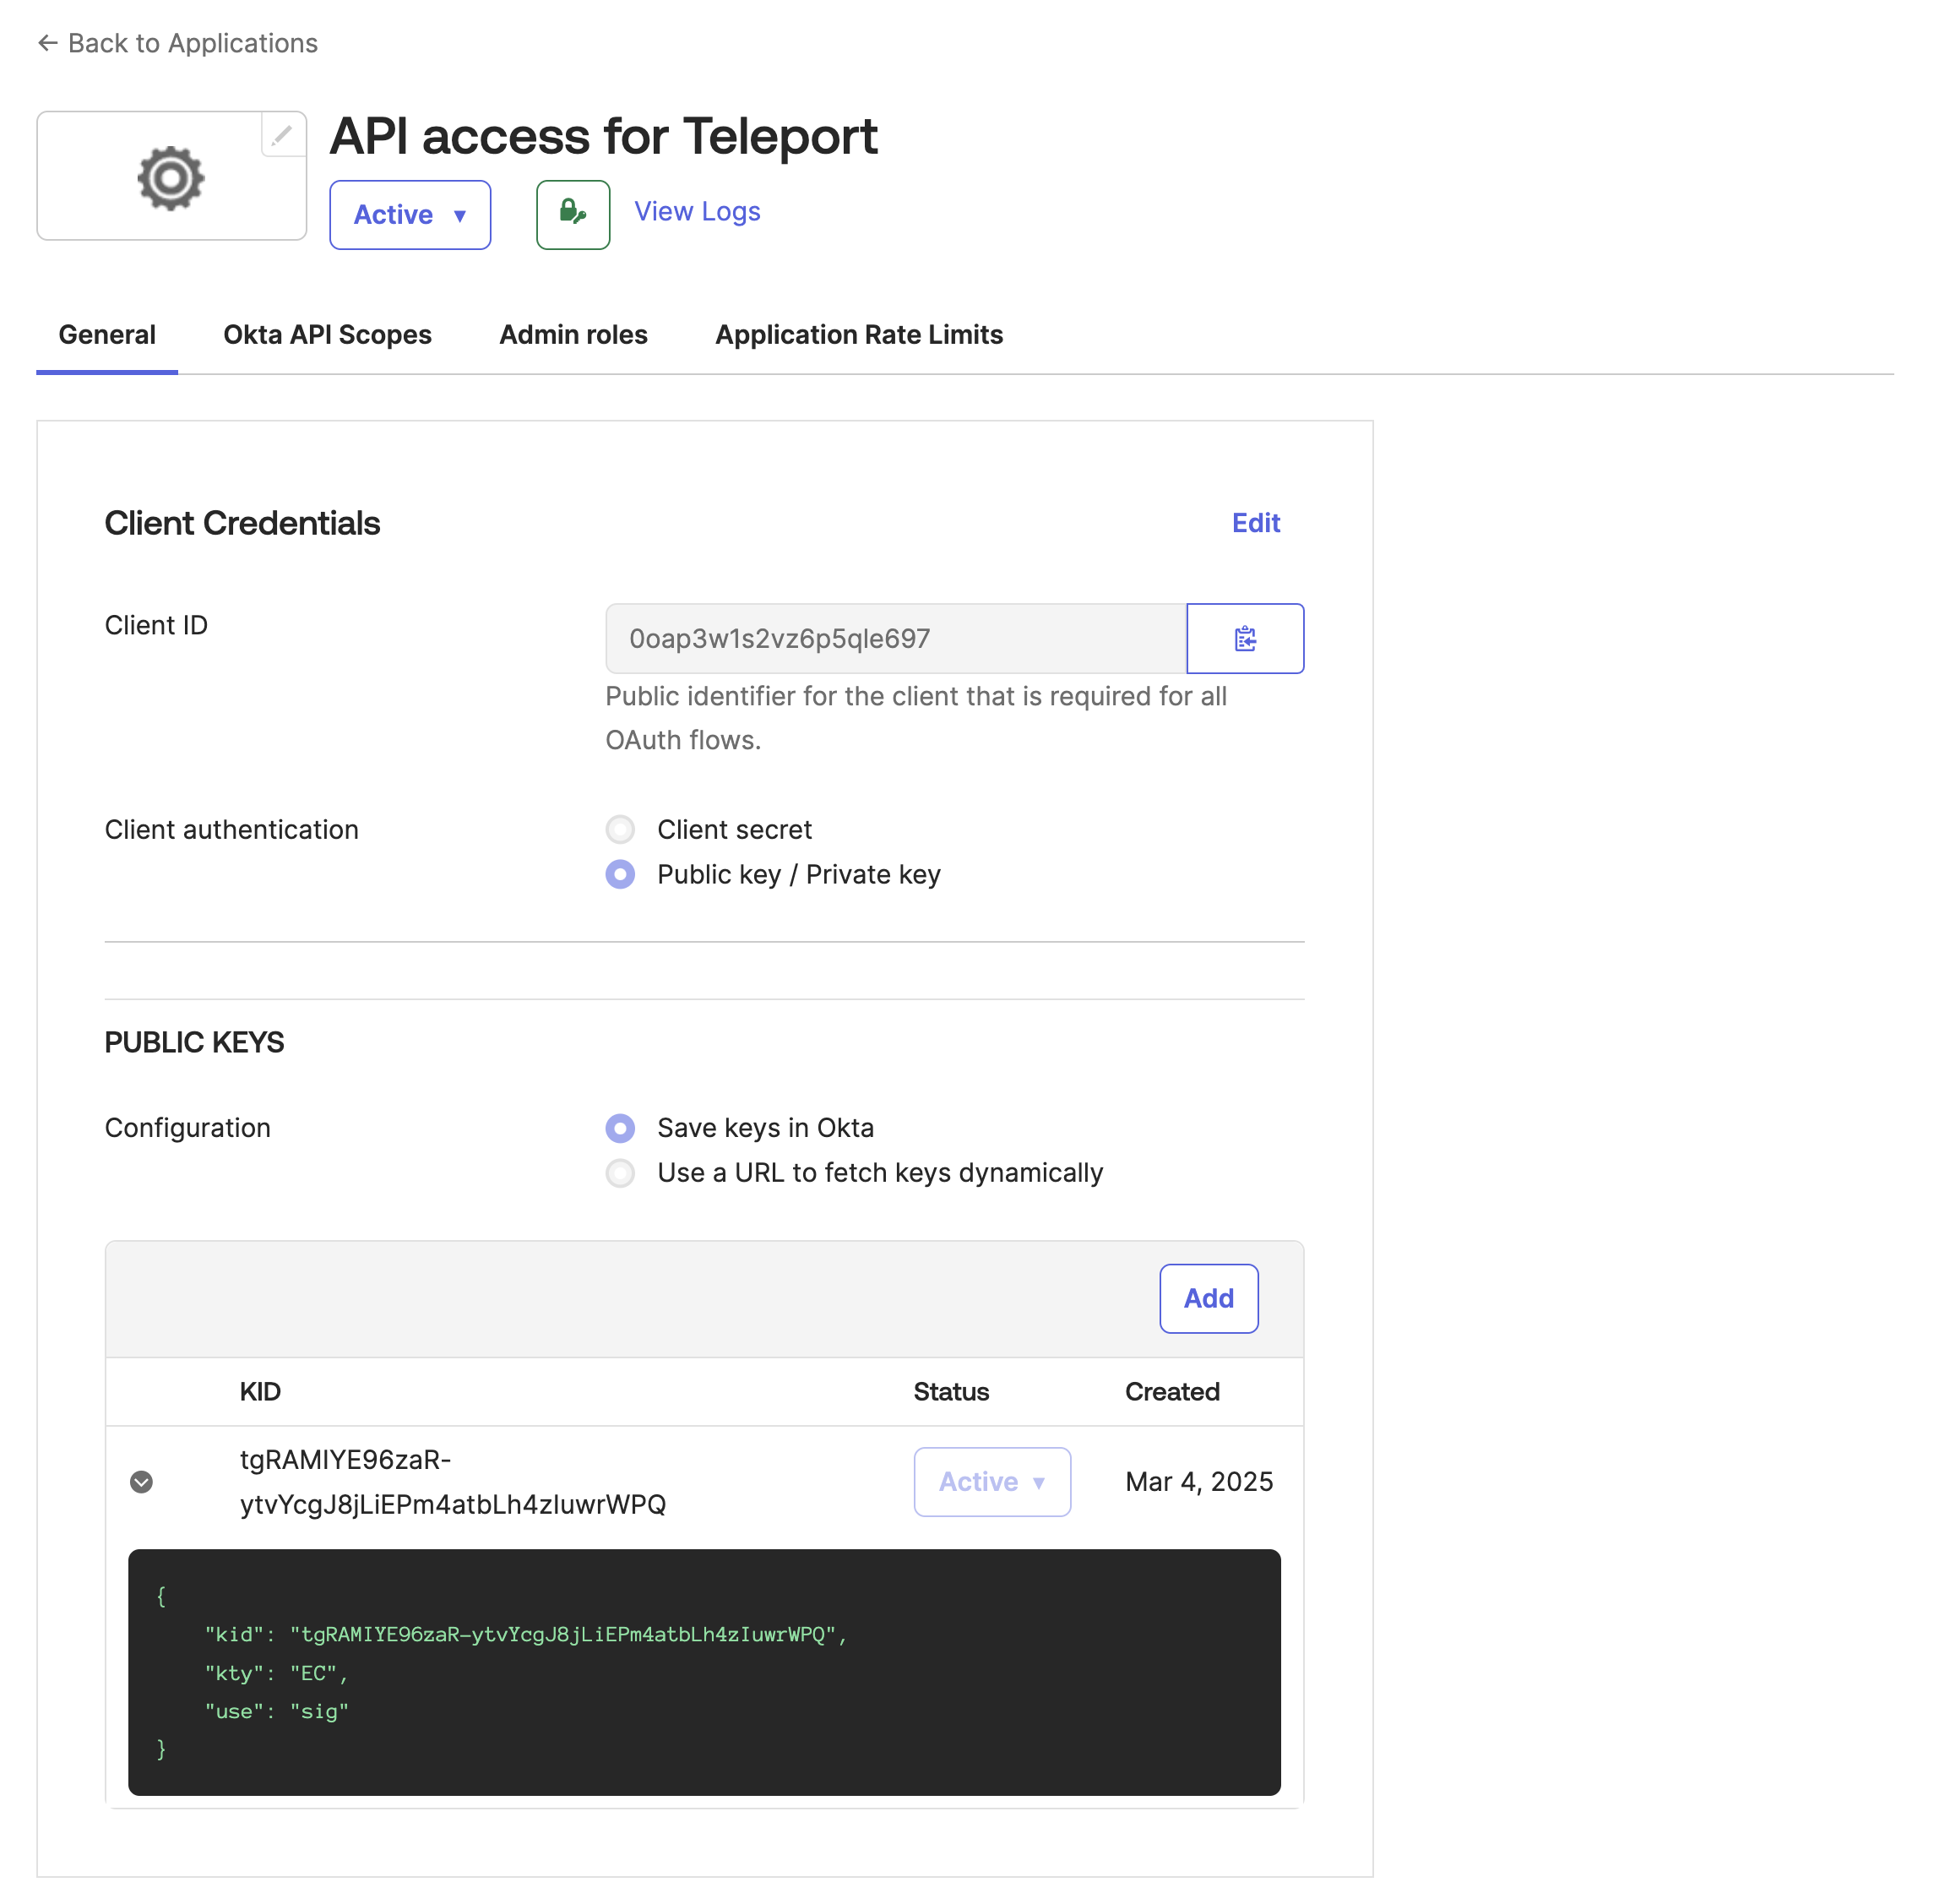 ← Back to Applications
API access for Teleport
Active ▼
View Logs
General Okta API Scopes Admin roles Application Rate Limits
Client Credentials Edit
Client ID 0oap3w1s2vz6p5qle697
Public identifier for the client that is required for all
OAuth flows.
Client authentication Client secret
Public key / Private key
PUBLIC KEYS
Configuration Save keys in Okta
Use a URL to fetch keys dynamically
Add
KID Status Created
tgRAMIYE96zaR-
ytvYcgJ8jLiEPm4atbLh4zIuwrWPQ
Active ▼ Mar 4, 2025
{
"kid": "tgRAMIYE96zaR-ytvYcgJ8jLiEPm4atbLh4zIuwrWPQ",
"kty": "EC",
"use": "sig"
}